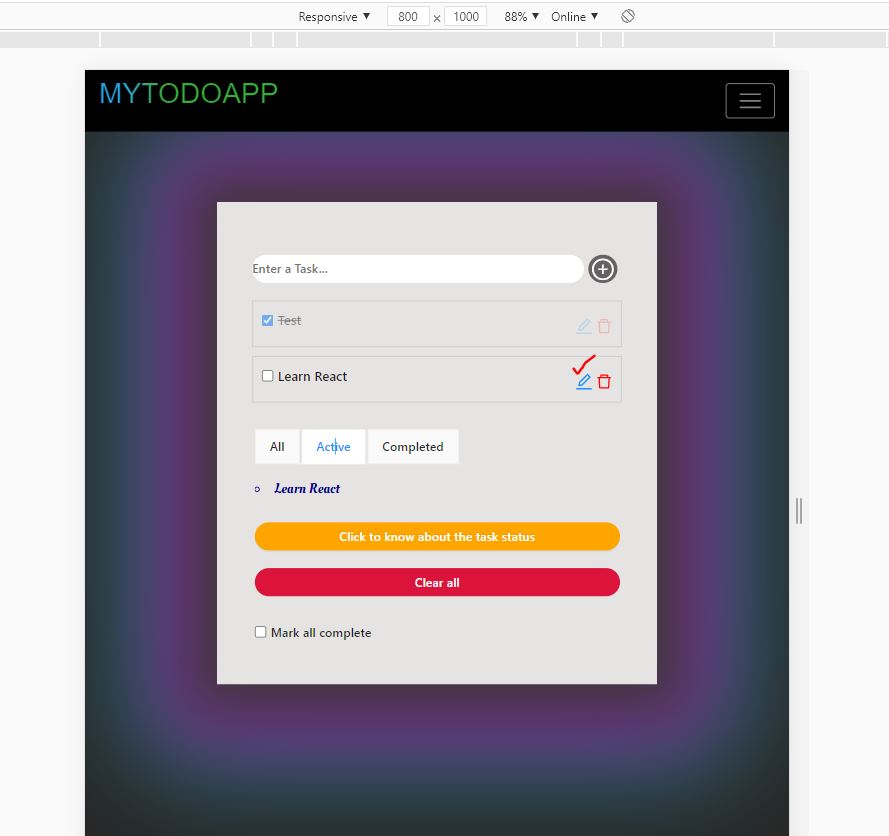 Responsive 800 x 1000 88% Online
MYTODOAPP
Enter a Task...
Test
Learn React
All Active Completed
Learn React
Click to know about the task status
Clear all
Mark all complete